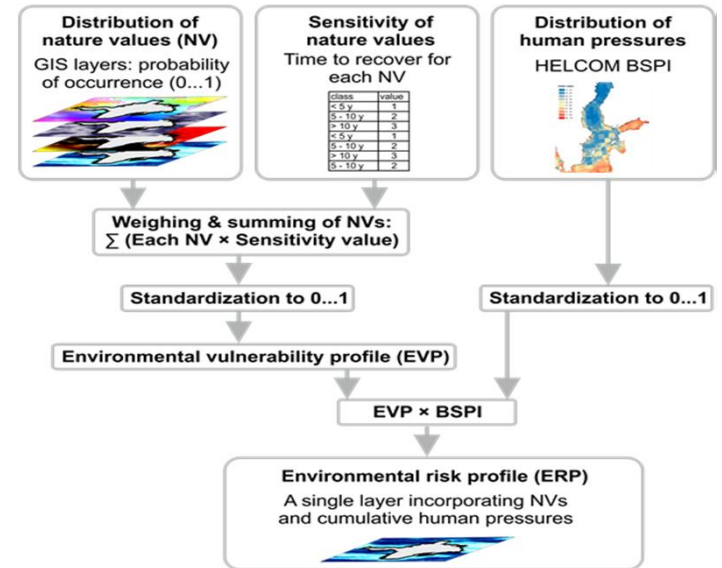 Distribution of
nature values (NV)
GIS layers: probability
of occurrence (0...1)
Sensitivity of
nature values
Time to recover for
each NV
class value
< 5 y 1
5 - 10 y 2
> 10 y 3
< 5 y 1
5 - 10 y 2
> 10 y 3
5 - 10 y 2
Distribution of
human pressures
HELCOM BSPI
Weighing & summing of NVs:
∑ (Each NV × Sensitivity value)
Standardization to 0...1
Standardization to 0...1
Environmental vulnerability profile (EVP)
EVP × BSPI
Environmental risk profile (ERP)
A single layer incorporating NVs
and cumulative human pressures